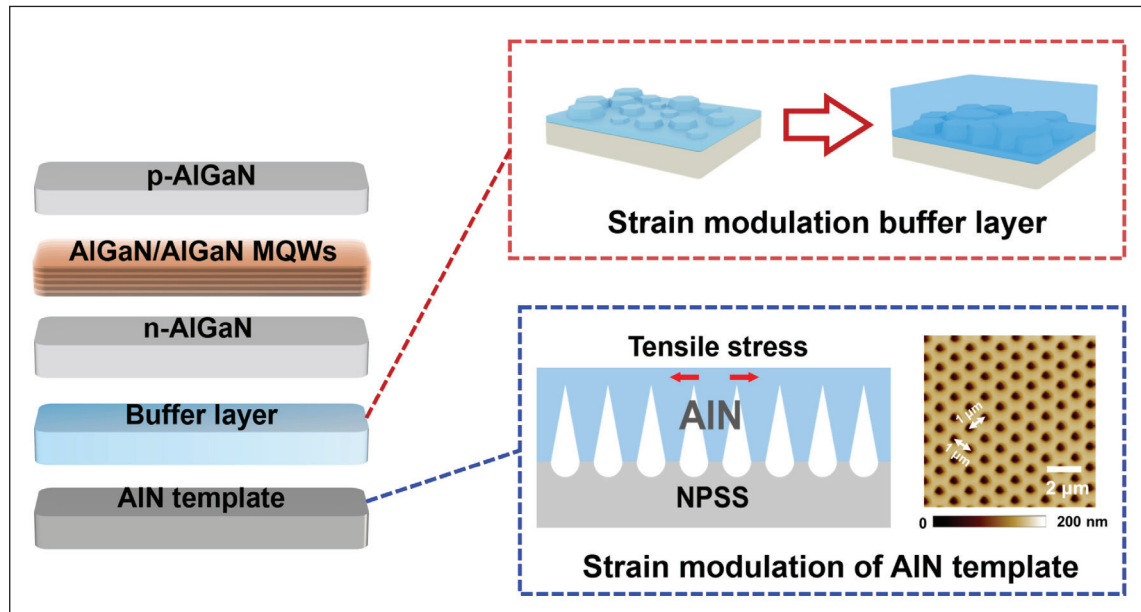 p-AlGaN
AlGaN/AlGaN MQWs
n-AlGaN
Buffer layer
AlN template
Strain modulation buffer layer
Tensile stress
AlN
NPSS
1 μm
1 μm
2 μm
0
200 nm
Strain modulation of AlN template